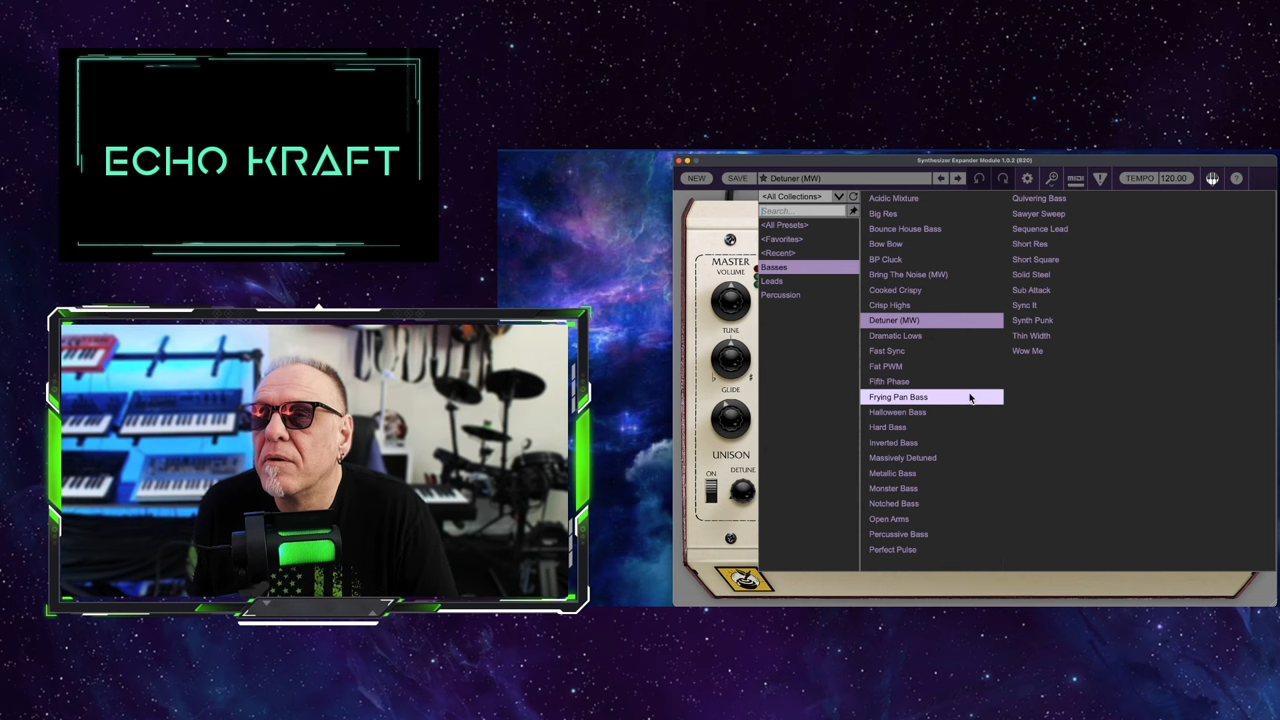 ECHO KRAFT
Synthesizer Expander Module 1.0.2 (B20)
NEW
SAVE
Detuner (MW)
MIDI
TEMPO
120.00
?
<All Collections>
Search...
<All Presets>
<Favorites>
<Recent>
Basses
Leads
Percussion
Acidic Mixture
Big Res
Bounce House Bass
Bow Bow
BP Cluck
Bring The Noise (MW)
Cooked Crispy
Crisp Highs
Detuner (MW)
Dramatic Lows
Fast Sync
Fat PWM
Fifth Phase
Frying Pan Bass
Halloween Bass
Hard Bass
Inverted Bass
Massively Detuned
Metallic Bass
Monster Bass
Notched Bass
Open Arms
Percussive Bass
Perfect Pulse
Quivering Bass
Sawyer Sweep
Sequence Lead
Short Res
Short Square
Solid Steel
Sub Attack
Sync It
Synth Punk
Thin Width
Wow Me
MASTER
VOLUME
TUNE
GLIDE
UNISON
ON
DETUNE